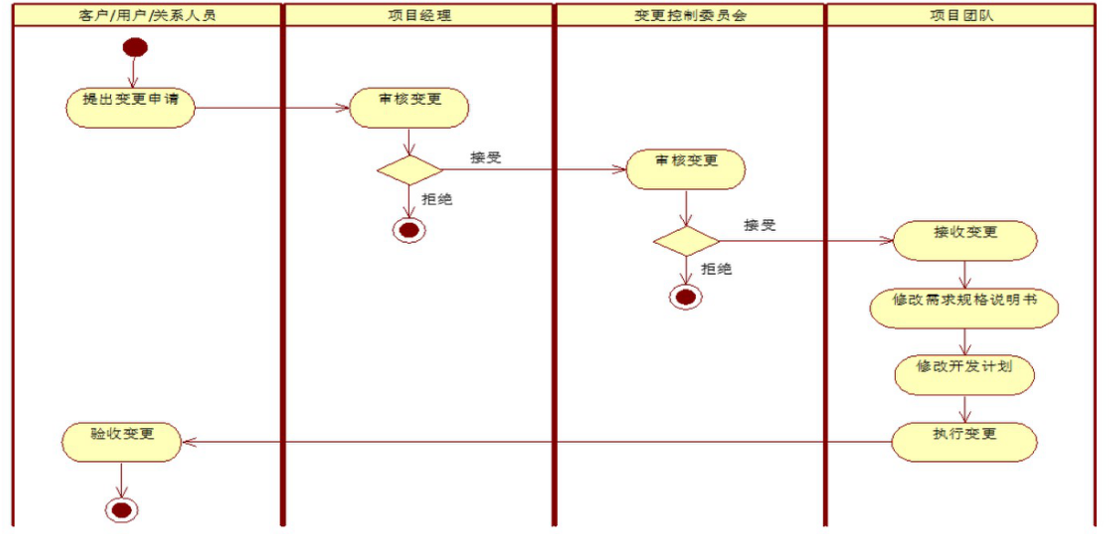 客户/用户/关系人员
项目经理
变更控制委员会
项目团队
提出变更申请
审核变更
接受
拒绝
审核变更
接受
拒绝
接收变更
修改需求规格说明书
修改开发计划
验收变更
执行变更